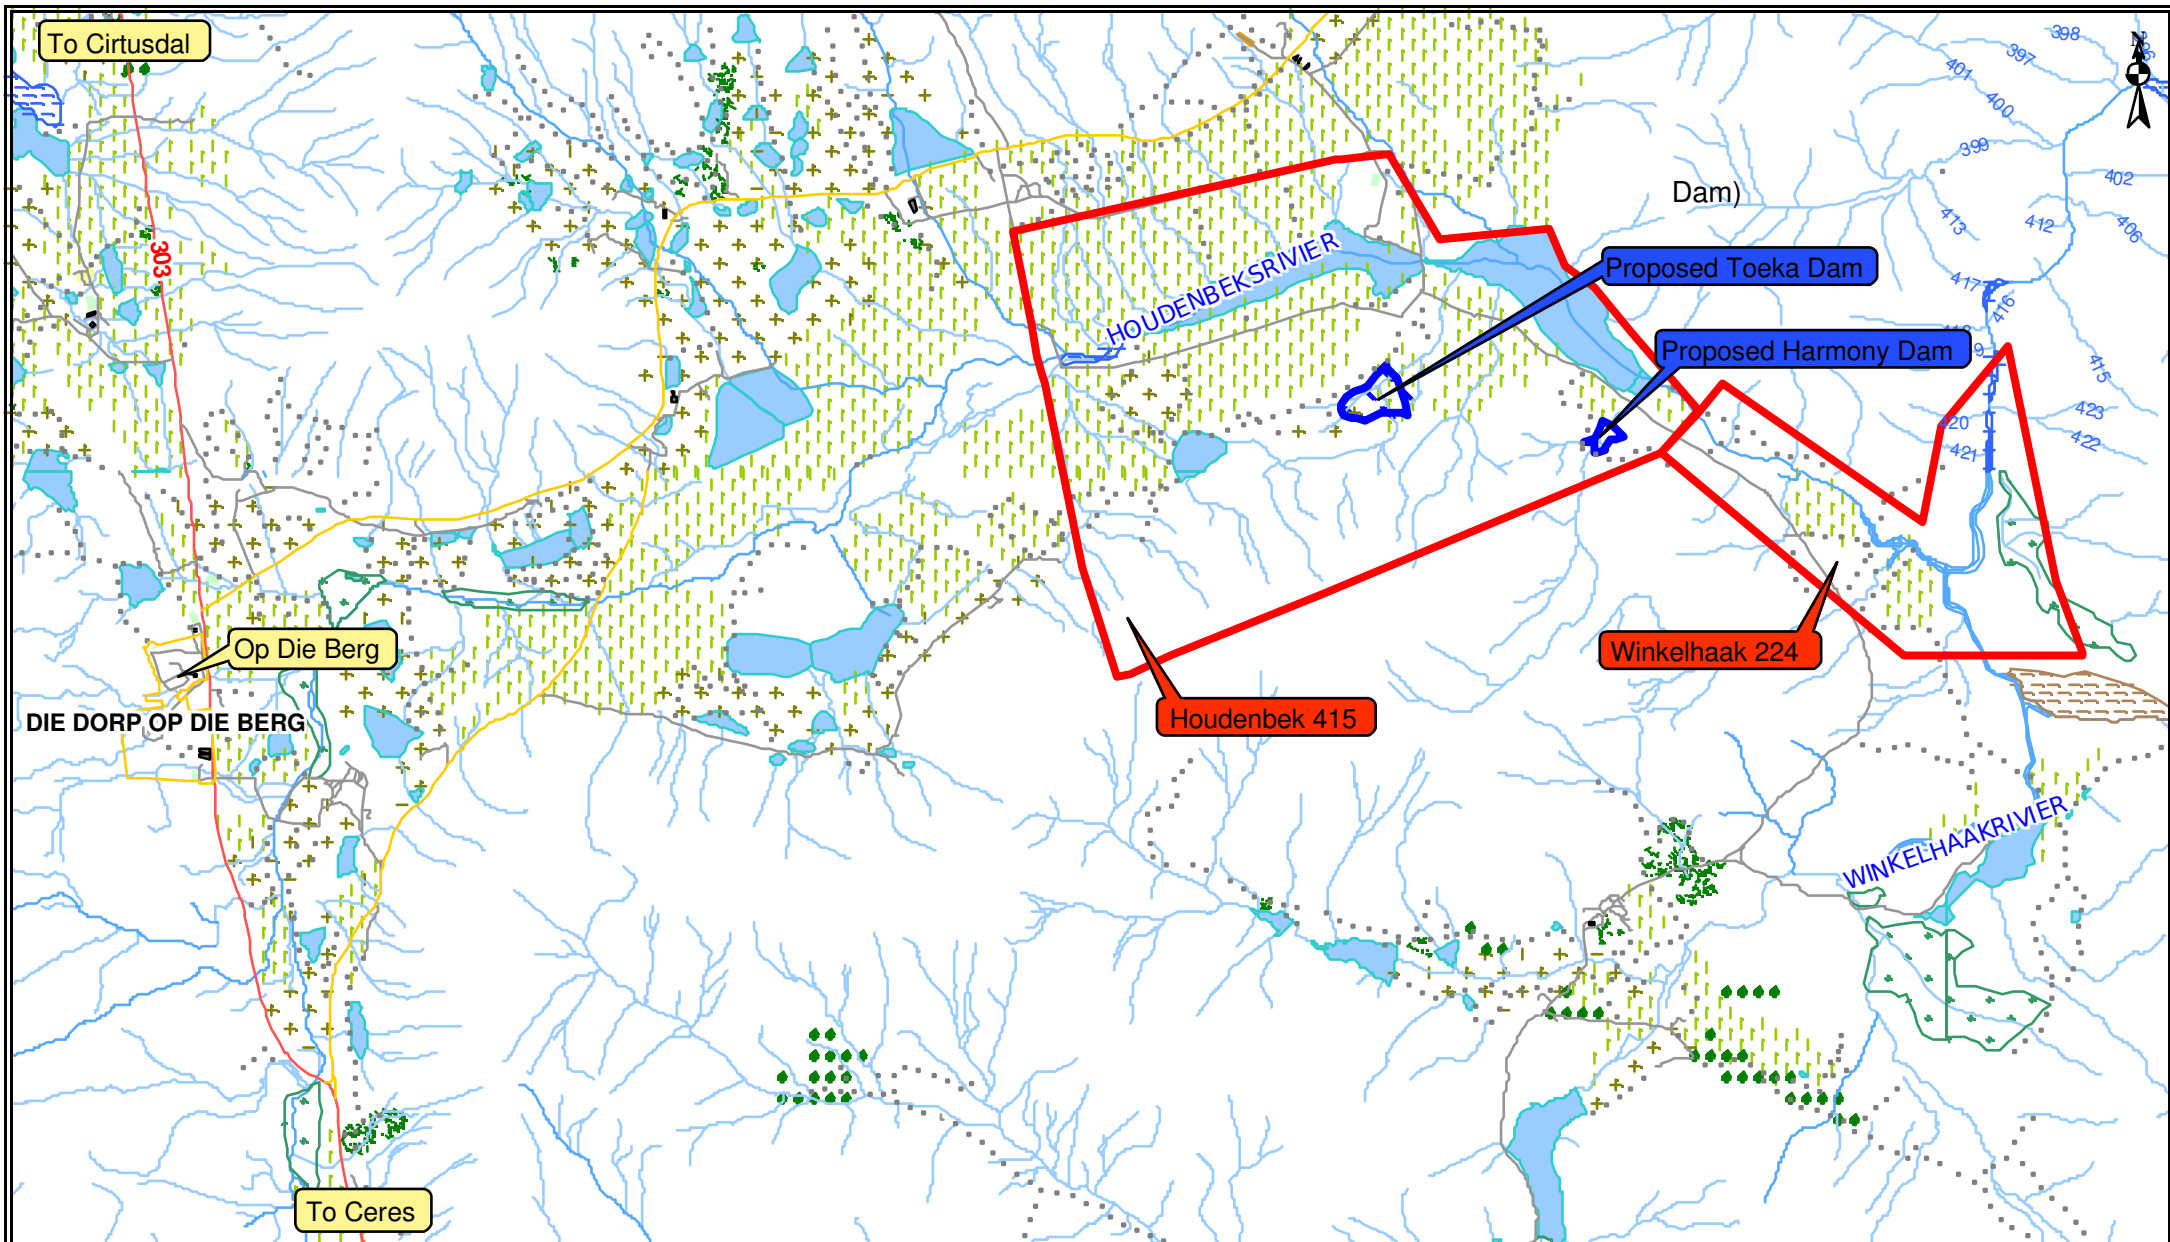 To Cirtusdal
398
397
401
N
400
399
402
Dam)
413
412
406
303
HOUDENBEKSRIVIER
Proposed Toeka Dam
417
416
Proposed Harmony Dam
415
423
420
422
421
Op Die Berg
Winkelhaak 224
DIE DORP OP DIE BERG
Houdenbek 415
WINKELHAAKRIVIER
To Ceres